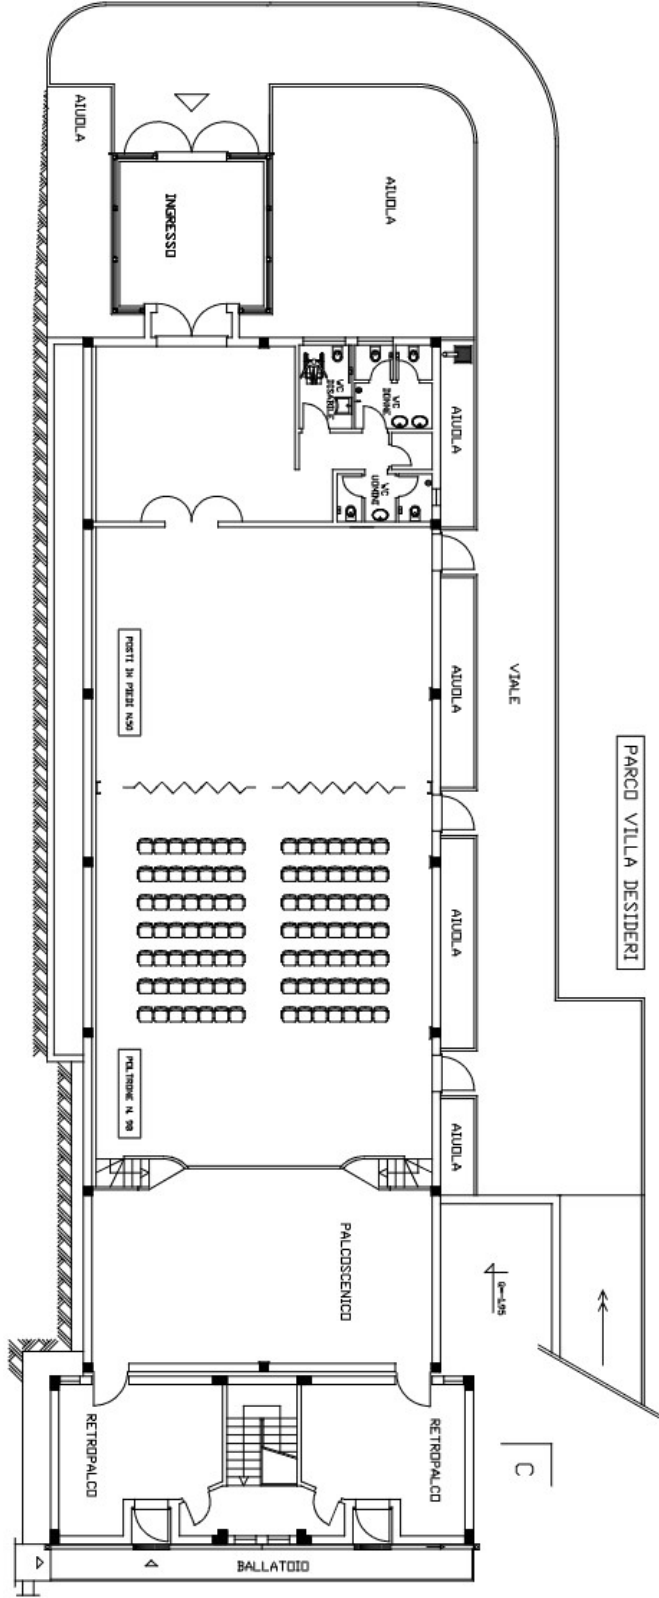 AIUOLA
INGRESSO
AIUOLA
WC
DISABILE
WC
DONNE
WC
UOMINI
AIUOLA
POSTI IN PIEDI N.50
AIUOLA
VIALE
PARCO VILLA DESIDERI
AIUOLA
POLTRONE N. 98
AIUOLA
PALCOSCENICO
RETROPALCO
RETROPALCO
C
BALLATOIO